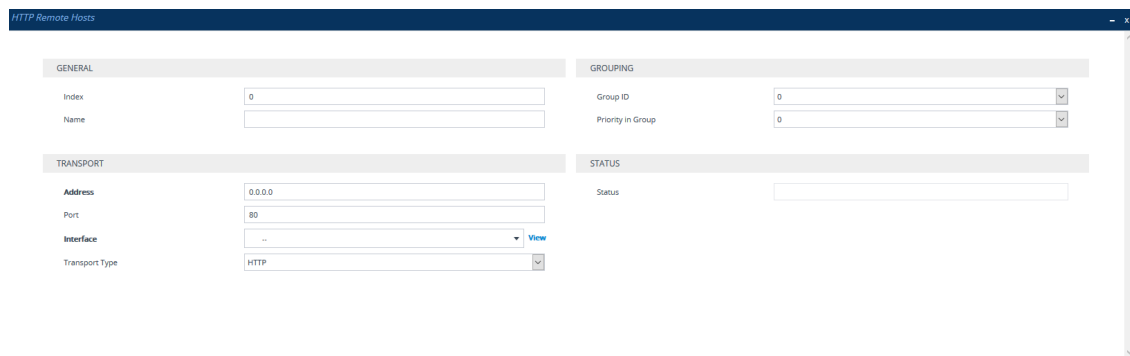 HTTP Remote Hosts
– x
GENERAL
Index 0
Name
GROUPING
Group ID 0
Priority in Group 0
TRANSPORT
Address 0.0.0.0
Port 80
Interface -- View
Transport Type HTTP
STATUS
Status